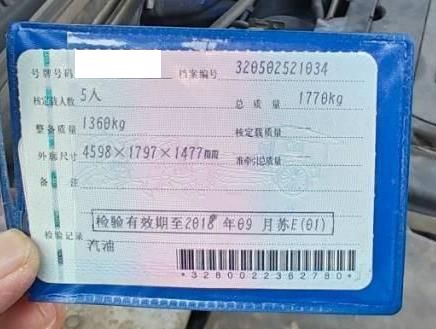 号牌号码 档案编号 320502521034
核定载人数 5人 总质量 1770kg
整备质量 1360kg 核定载质量 —
外廓尺寸 4598×1797×1477mm 准牵引总质量 —
备注
检验有效期至2018年09月苏E(01)
检验记录
汽油
*3280022362780*